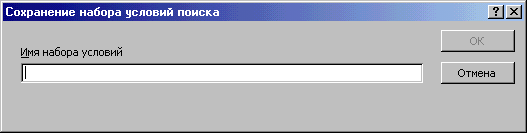 Сохранение набора условий поиска
Имя набора условий
OK
Отмена